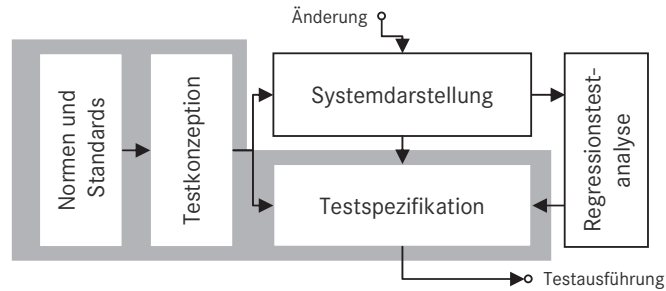 Änderung
Normen und
Standards
Testkonzeption
Systemdarstellung
Regressionstest-
analyse
Testspezifikation
Testausführung